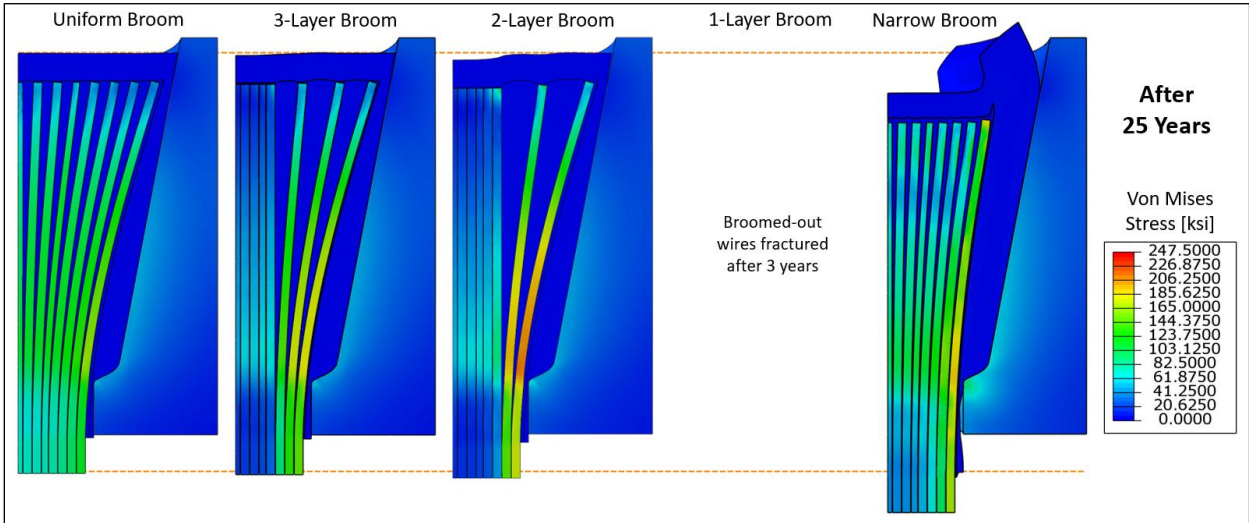 Uniform Broom
3-Layer Broom
2-Layer Broom
1-Layer Broom
Narrow Broom
Broomed-out
wires fractured
after 3 years
After
25 Years
Von Mises
Stress [ksi]
247.5000
226.8750
206.2500
185.6250
165.0000
144.3750
123.7500
103.1250
82.5000
61.8750
41.2500
20.6250
0.0000